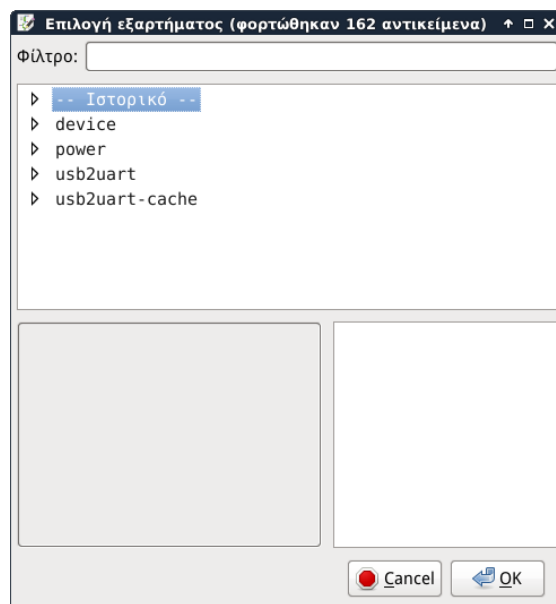 Επιλογή εξαρτήματος (φορτώθηκαν 162 αντικείμενα)
Φίλτρο:
-- Ιστορικό --
device
power
usb2uart
usb2uart-cache
Cancel
OK